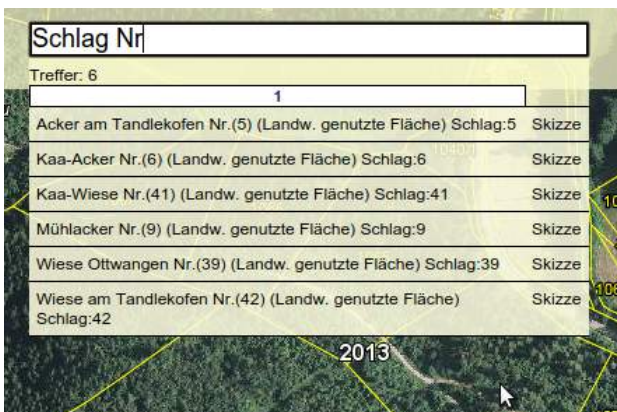 Schlag Nr
Treffer: 6
1
Acker am Tandlekofen Nr.(5) (Landw. genutzte Fläche) Schlag:5 Skizze
Kaa-Acker Nr.(6) (Landw. genutzte Fläche) Schlag:6 Skizze
Kaa-Wiese Nr.(41) (Landw. genutzte Fläche) Schlag:41 Skizze
Mühlacker Nr.(9) (Landw. genutzte Fläche) Schlag:9 Skizze
Wiese Ottwangen Nr.(39) (Landw. genutzte Fläche) Schlag:39 Skizze
Wiese am Tandlekofen Nr.(42) (Landw. genutzte Fläche) Skizze
Schlag:42
2013